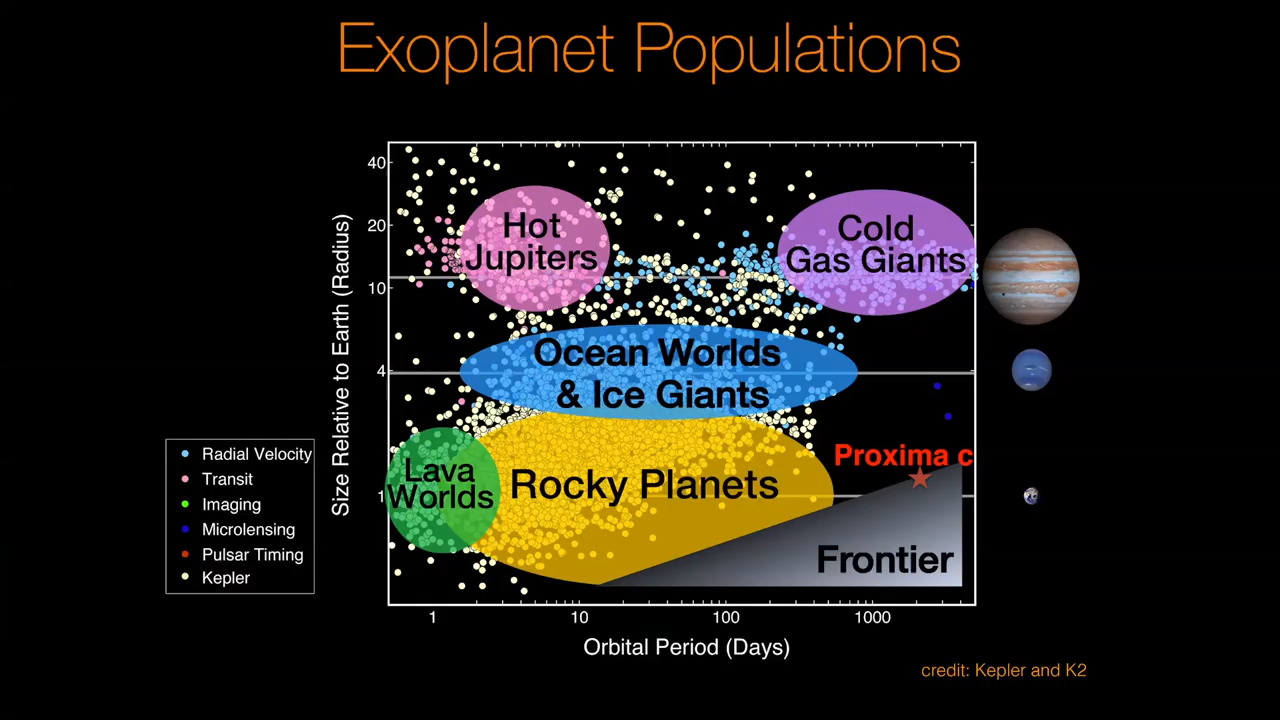 Exoplanet Populations
Size Relative to Earth (Radius)
40
20
10
4
1
Hot
Jupiters
Cold
Gas Giants
Ocean Worlds
& Ice Giants
Lava
Worlds
Rocky Planets
Proxima c
Frontier
Radial Velocity
Transit
Imaging
Microlensing
Pulsar Timing
Kepler
1 10 100 1000
Orbital Period (Days)
credit: Kepler and K2